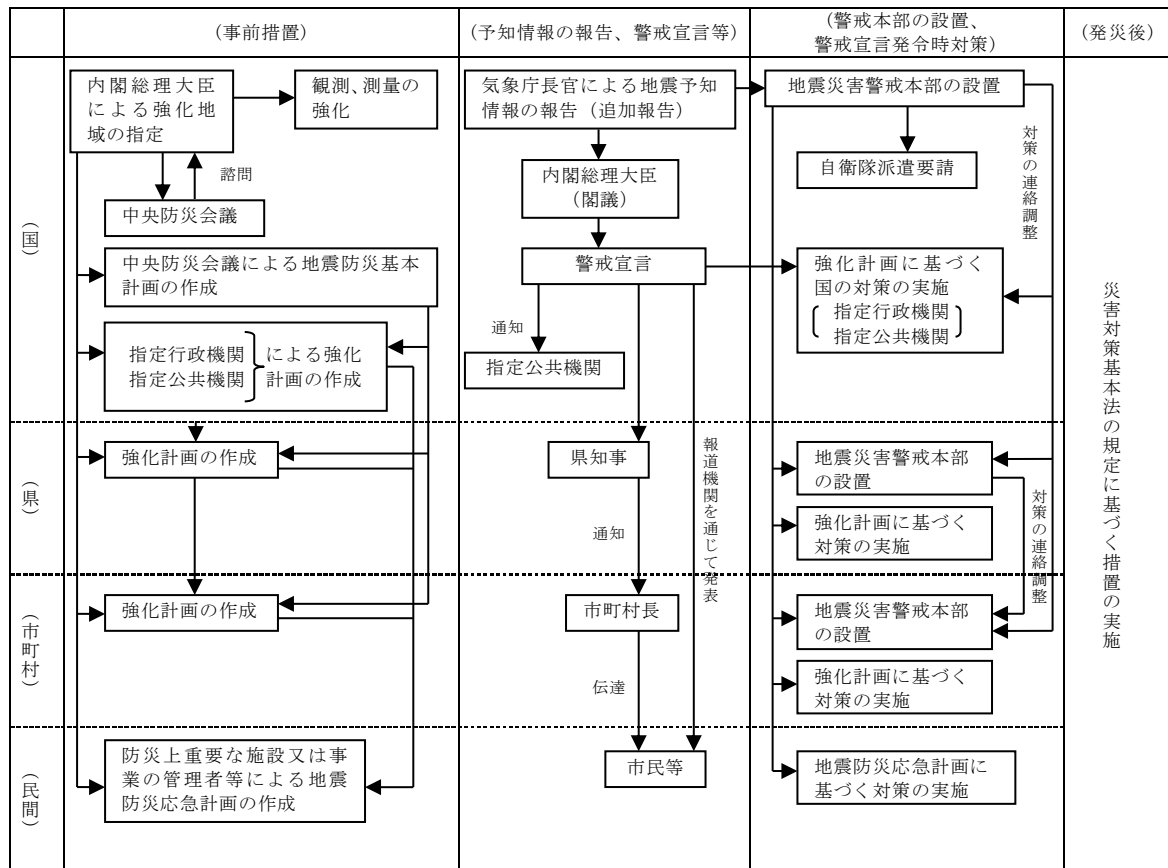 (事前措置)
(予知情報の報告、警戒宣言等)
(警戒本部の設置、
警戒宣言発令時対策)
(発災後)
(国)
内閣総理大臣
による強化地
域の指定
観測、測量の
強化
諮問
中央防災会議
中央防災会議による地震防災基本
計画の作成
指定行政機関
指定公共機関
による強化
計画の作成
気象庁長官による地震予知
情報の報告(追加報告)
内閣総理大臣
(閣議)
警戒宣言
通知
指定公共機関
地震災害警戒本部の設置
自衛隊派遣要請
対策の連絡調整
強化計画に基づく
国の対策の実施
指定行政機関
指定公共機関
(県)
強化計画の作成
県知事
通知
報道機関を通じて発表
地震災害警戒本部
の設置
強化計画に基づく
対策の実施
対策の連絡調整
(市町村)
強化計画の作成
市町村長
伝達
地震災害警戒本部
の設置
強化計画に基づく
対策の実施
(民間)
防災上重要な施設又は事
業の管理者等による地震
防災応急計画の作成
市民等
地震防災応急計画に
基づく対策の実施
災害対策基本法の規定に基づく措置の実施